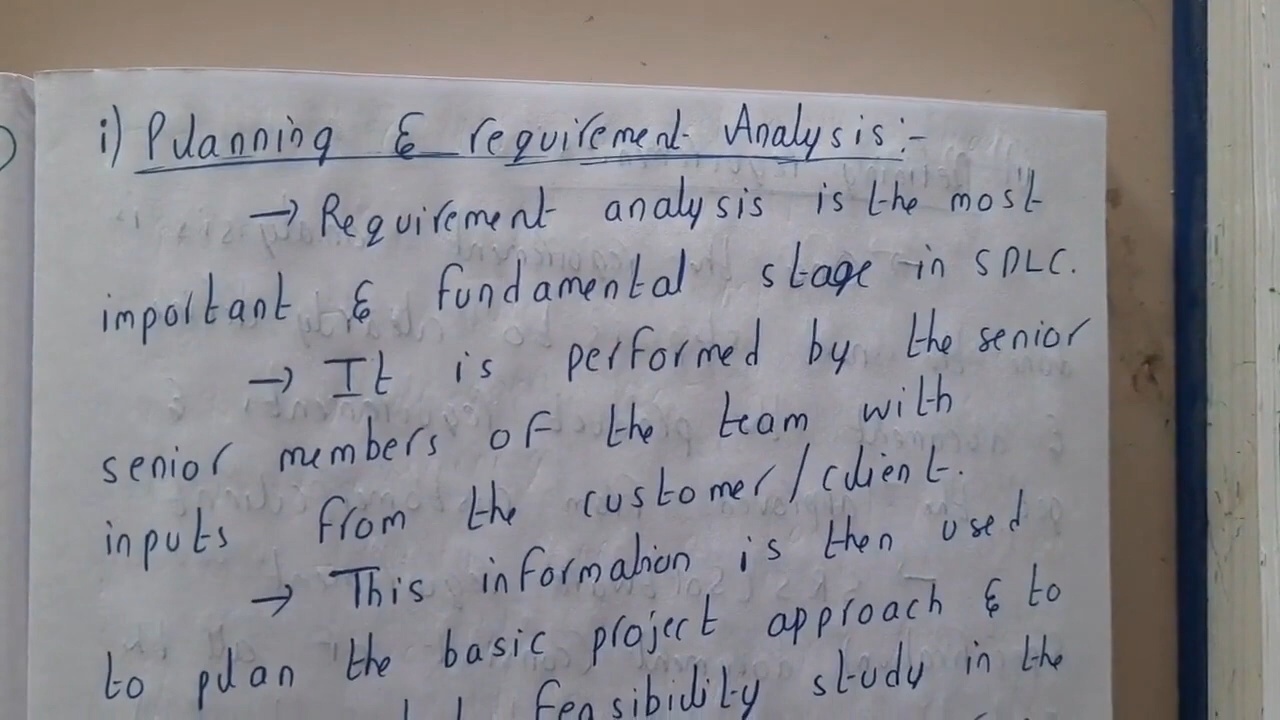 i) Planning & requirement Analysis:-
→ Requirement analysis is the most
important & fundamental stage in SDLC.
→ It is performed by the senior
senior members of the team with
inputs from the customer/client.
→ This information is then used
to plan the basic project approach & to
feasibility study in the